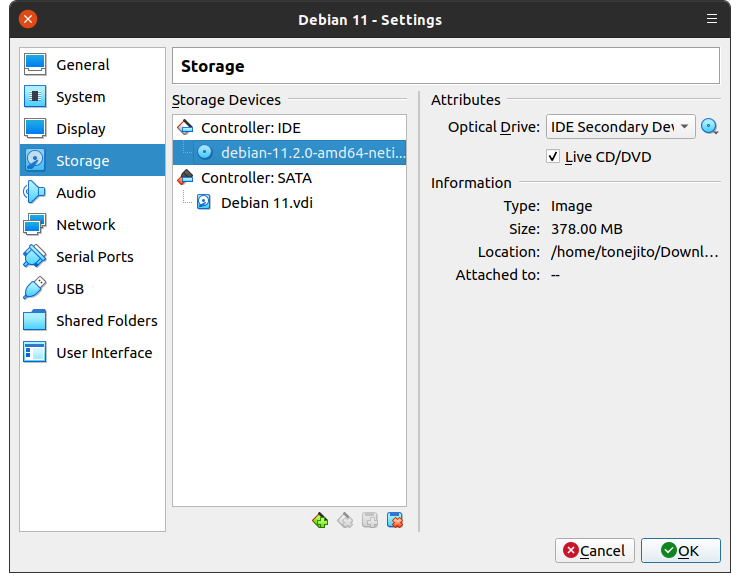 Debian 11 - Settings
General
System
Display
Storage
Audio
Network
Serial Ports
USB
Shared Folders
User Interface
Storage
Storage Devices
Controller: IDE
debian-11.2.0-amd64-neti...
Controller: SATA
Debian 11.vdi
Attributes
Optical Drive: IDE Secondary Dev
Live CD/DVD
Information
Type: Image
Size: 378.00 MB
Location: /home/tonejito/Downl...
Attached to: --
Cancel
OK